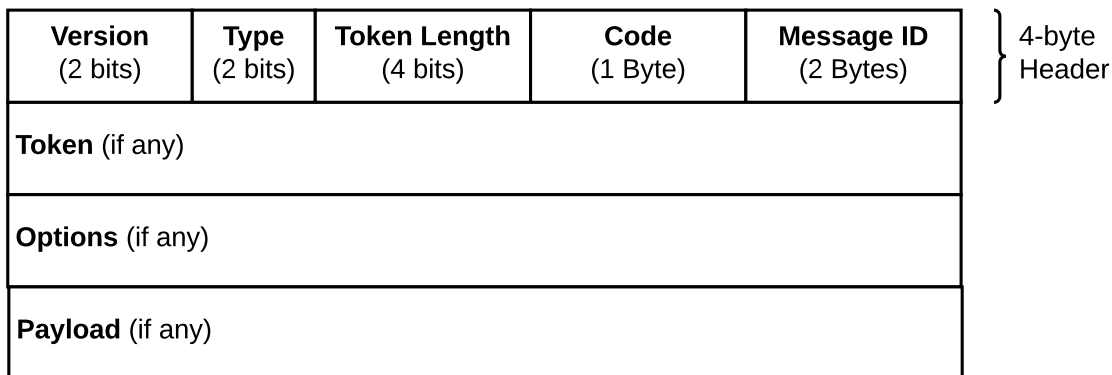 Version
(2 bits)
Type
(2 bits)
Token Length
(4 bits)
Code
(1 Byte)
Message ID
(2 Bytes)
4-byte
Header
Token (if any)
Options (if any)
Payload (if any)